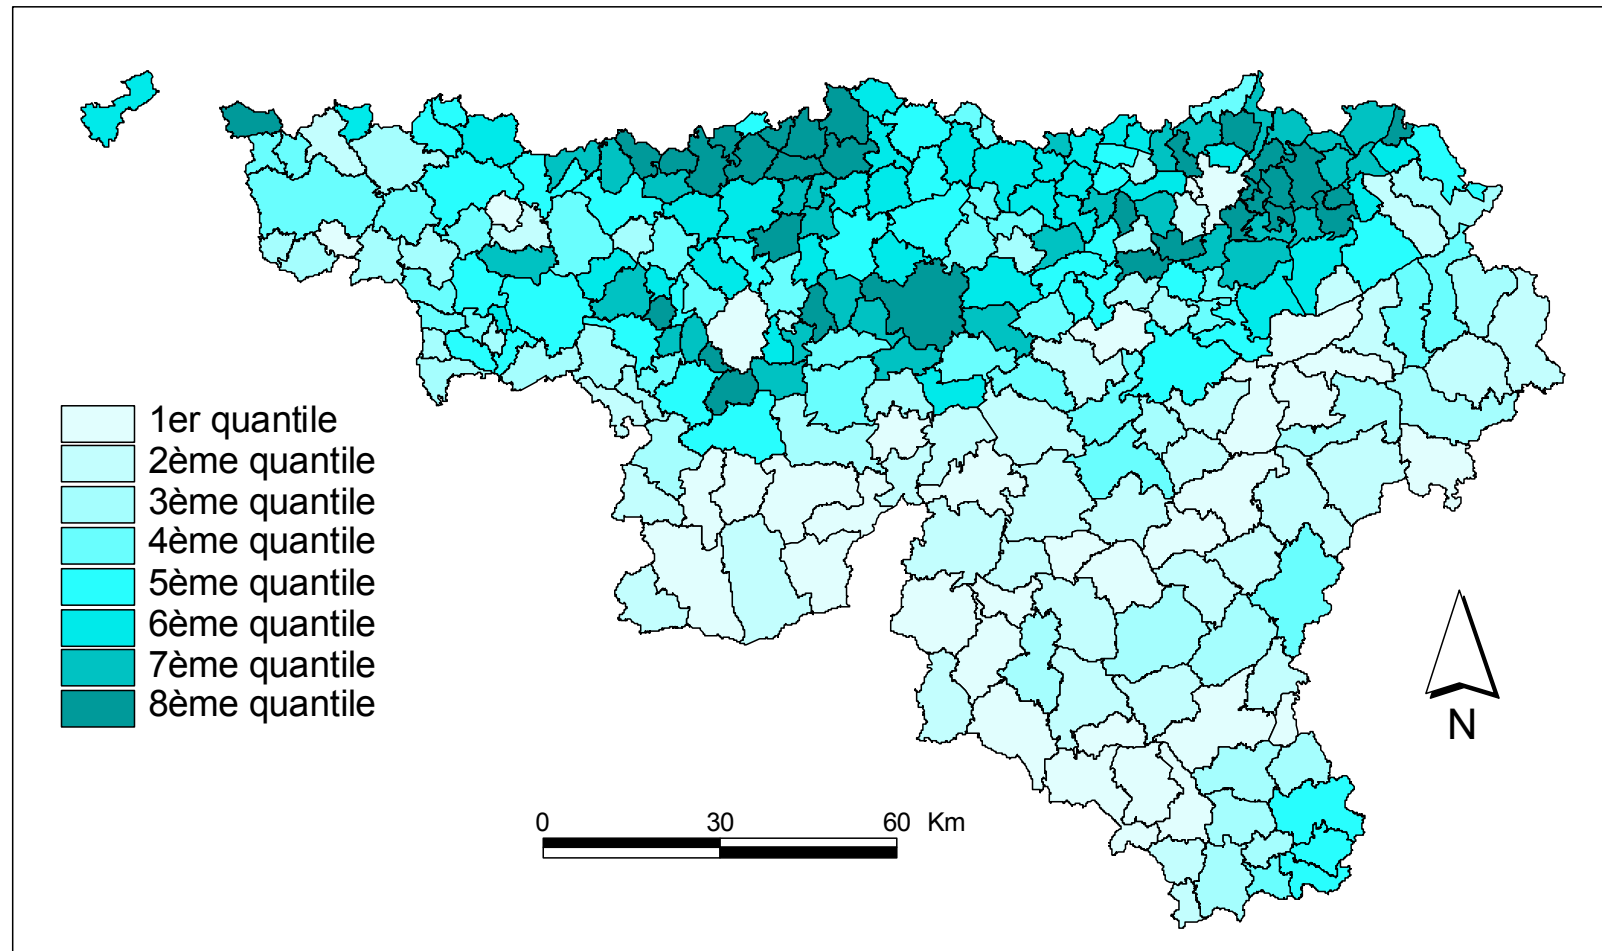 1er quantile
2ème quantile
3ème quantile
4ème quantile
5ème quantile
6ème quantile
7ème quantile
8ème quantile
0 30 60 Km
N